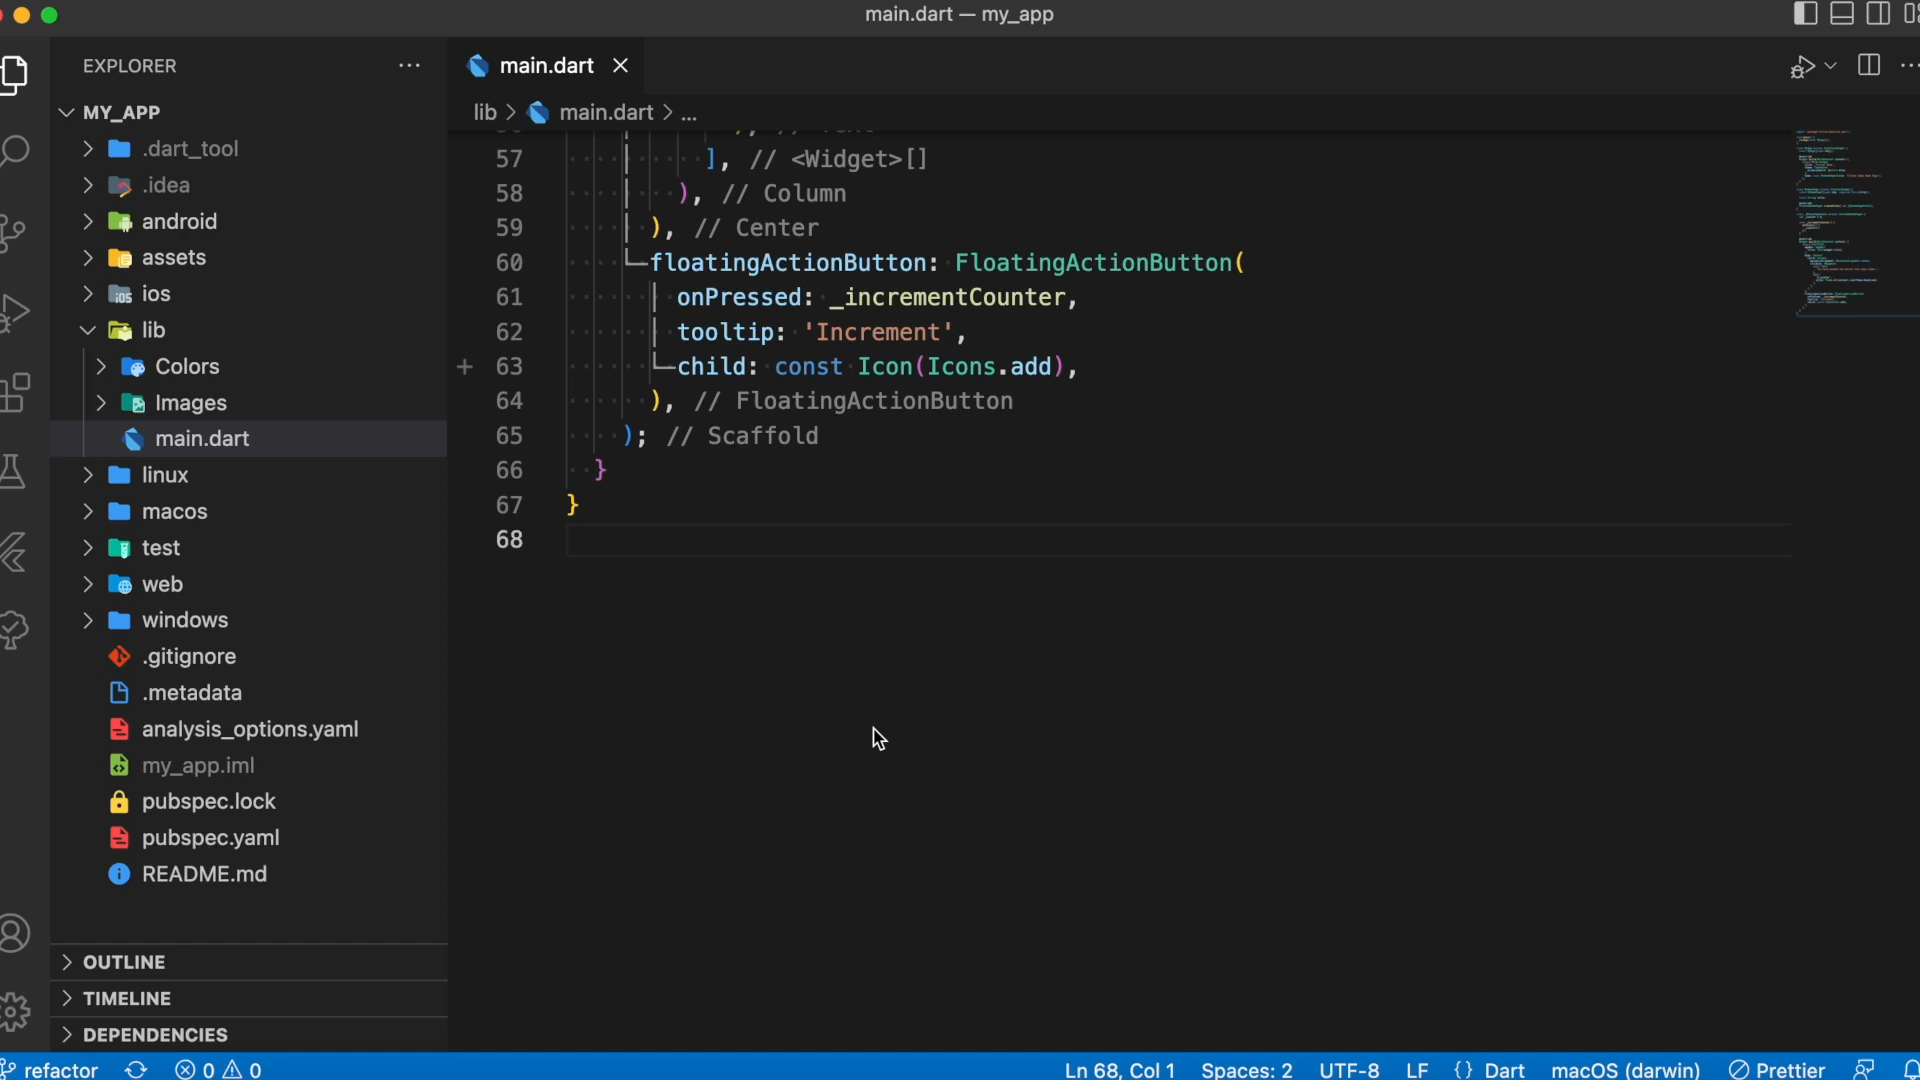 main.dart — my_app
EXPLORER
MY_APP
.dart_tool
.idea
android
assets
ios
lib
Colors
Images
main.dart
linux
macos
test
web
windows
.gitignore
.metadata
analysis_options.yaml
my_app.iml
pubspec.lock
pubspec.yaml
README.md
OUTLINE
TIMELINE
DEPENDENCIES
main.dart
lib > main.dart > ...
57 ], // <Widget>[]
58 ), // Column
59 ), // Center
60 floatingActionButton: FloatingActionButton(
61 onPressed: _incrementCounter,
62 tooltip: 'Increment',
63 child: const Icon(Icons.add),
64 ), // FloatingActionButton
65 ); // Scaffold
66 }
67 }
68
refactor 0 0 Ln 68, Col 1 Spaces: 2 UTF-8 LF {} Dart macOS (darwin) Prettier